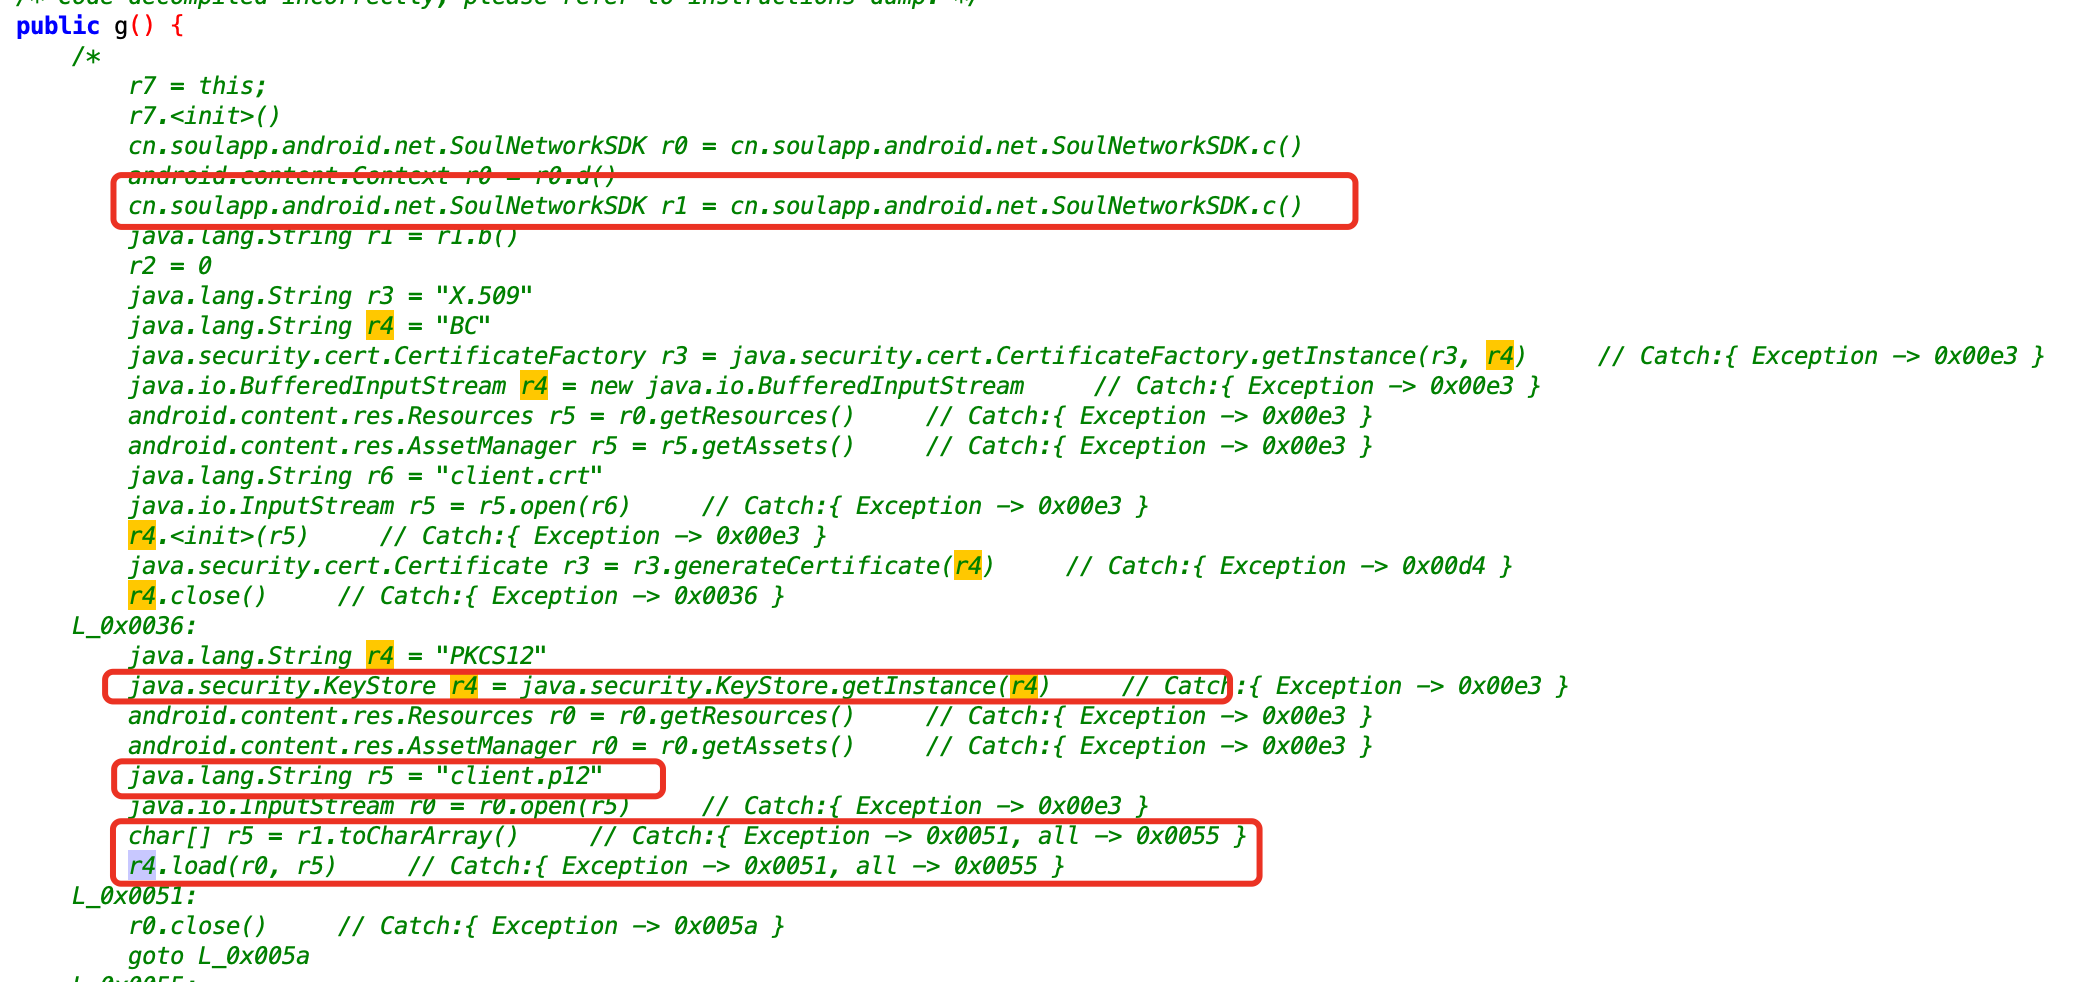 /* Code decompiled incorrectly, please refer to instructions dump. */
public g() {
/*
r7 = this;
r7.<init>()
cn.soulapp.android.net.SoulNetworkSDK r0 = cn.soulapp.android.net.SoulNetworkSDK.c()
android.content.Context r0 = r0.d()
cn.soulapp.android.net.SoulNetworkSDK r1 = cn.soulapp.android.net.SoulNetworkSDK.c()
java.lang.String r1 = r1.b()
r2 = 0
java.lang.String r3 = "X.509"
java.lang.String r4 = "BC"
java.security.cert.CertificateFactory r3 = java.security.cert.CertificateFactory.getInstance(r3, r4)     // Catch:{ Exception -> 0x00e3 }
java.io.BufferedInputStream r4 = new java.io.BufferedInputStream     // Catch:{ Exception -> 0x00e3 }
android.content.res.Resources r5 = r0.getResources()     // Catch:{ Exception -> 0x00e3 }
android.content.res.AssetManager r5 = r5.getAssets()     // Catch:{ Exception -> 0x00e3 }
java.lang.String r6 = "client.crt"
java.io.InputStream r5 = r5.open(r6)     // Catch:{ Exception -> 0x00e3 }
r4.<init>(r5)     // Catch:{ Exception -> 0x00e3 }
java.security.cert.Certificate r3 = r3.generateCertificate(r4)     // Catch:{ Exception -> 0x00d4 }
r4.close()     // Catch:{ Exception -> 0x0036 }
L_0x0036:
java.lang.String r4 = "PKCS12"
java.security.KeyStore r4 = java.security.KeyStore.getInstance(r4)     // Catch:{ Exception -> 0x00e3 }
android.content.res.Resources r0 = r0.getResources()     // Catch:{ Exception -> 0x00e3 }
android.content.res.AssetManager r0 = r0.getAssets()     // Catch:{ Exception -> 0x00e3 }
java.lang.String r5 = "client.p12"
java.io.InputStream r0 = r0.open(r5)     // Catch:{ Exception -> 0x00e3 }
char[] r5 = r1.toCharArray()     // Catch:{ Exception -> 0x0051, all -> 0x0055 }
r4.load(r0, r5)     // Catch:{ Exception -> 0x0051, all -> 0x0055 }
L_0x0051:
r0.close()     // Catch:{ Exception -> 0x005a }
goto L_0x005a
L_0x0055: